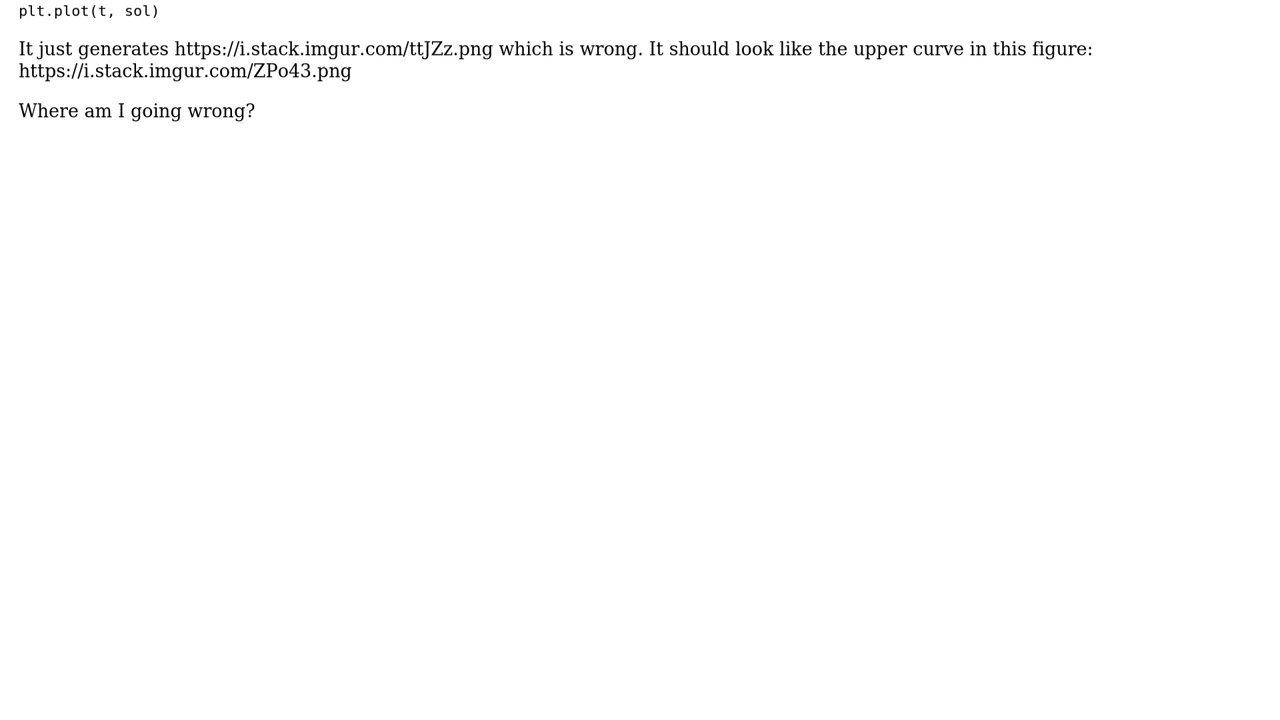 plt.plot(t, sol)
It just generates https://i.stack.imgur.com/ttJZz.png which is wrong. It should look like the upper curve in this figure:
https://i.stack.imgur.com/ZPo43.png
Where am I going wrong?